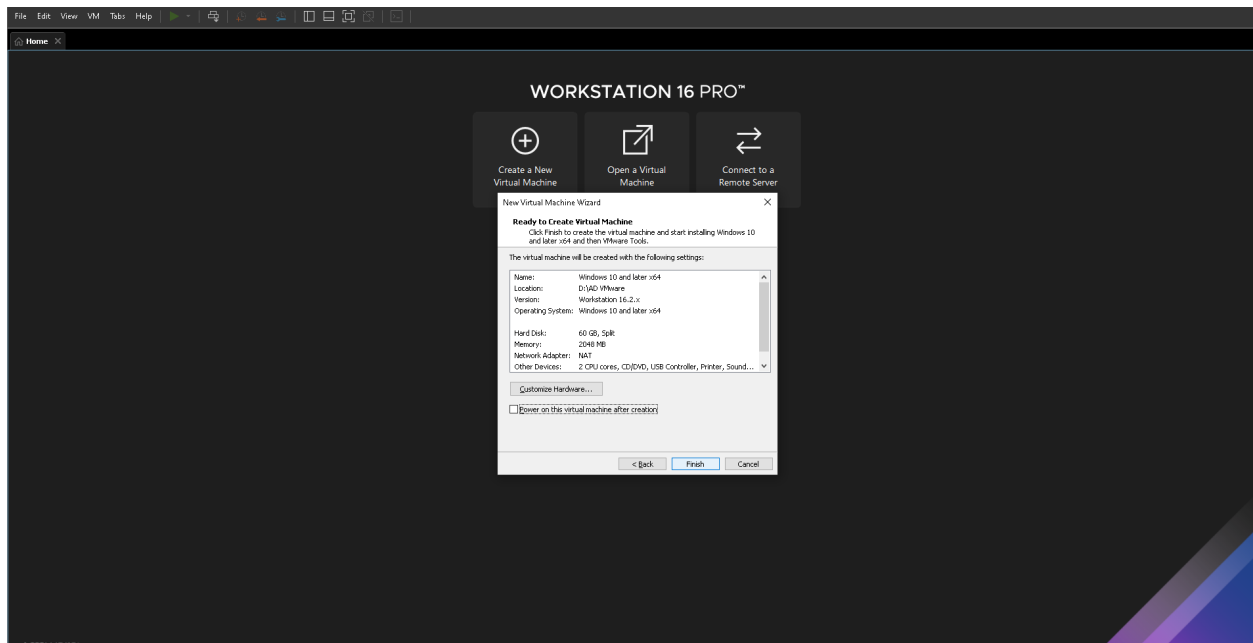 File Edit View VM Tabs Help
Home
WORKSTATION 16 PRO™
Create a New
Virtual Machine
Open a Virtual
Machine
Connect to a
Remote Server
New Virtual Machine Wizard
Ready to Create Virtual Machine
Click Finish to create the virtual machine and start installing Windows 10
and later x64 and then VMware Tools.
The virtual machine will be created with the following settings:
Name: Windows 10 and later x64
Location: D:\AD VMware
Version: Workstation 16.2.x
Operating System: Windows 10 and later x64
Hard Disk: 60 GB, Split
Memory: 2048 MB
Network Adapter: NAT
Other Devices: 2 CPU cores, CD/DVD, USB Controller, Printer, Sound...
Customize Hardware...
Power on this virtual machine after creation
< Back Finish Cancel